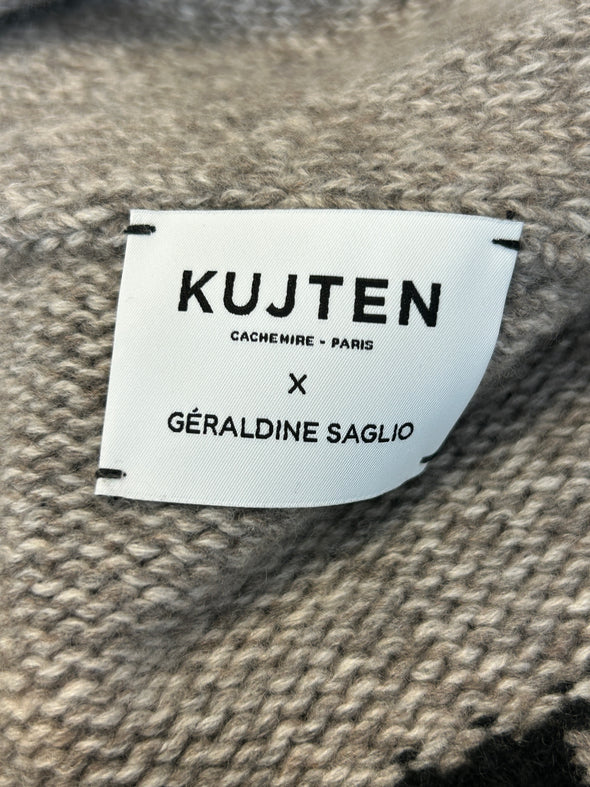 KUJTEN
CACHEMIRE - PARIS
X
GÉRALDINE SAGLIO